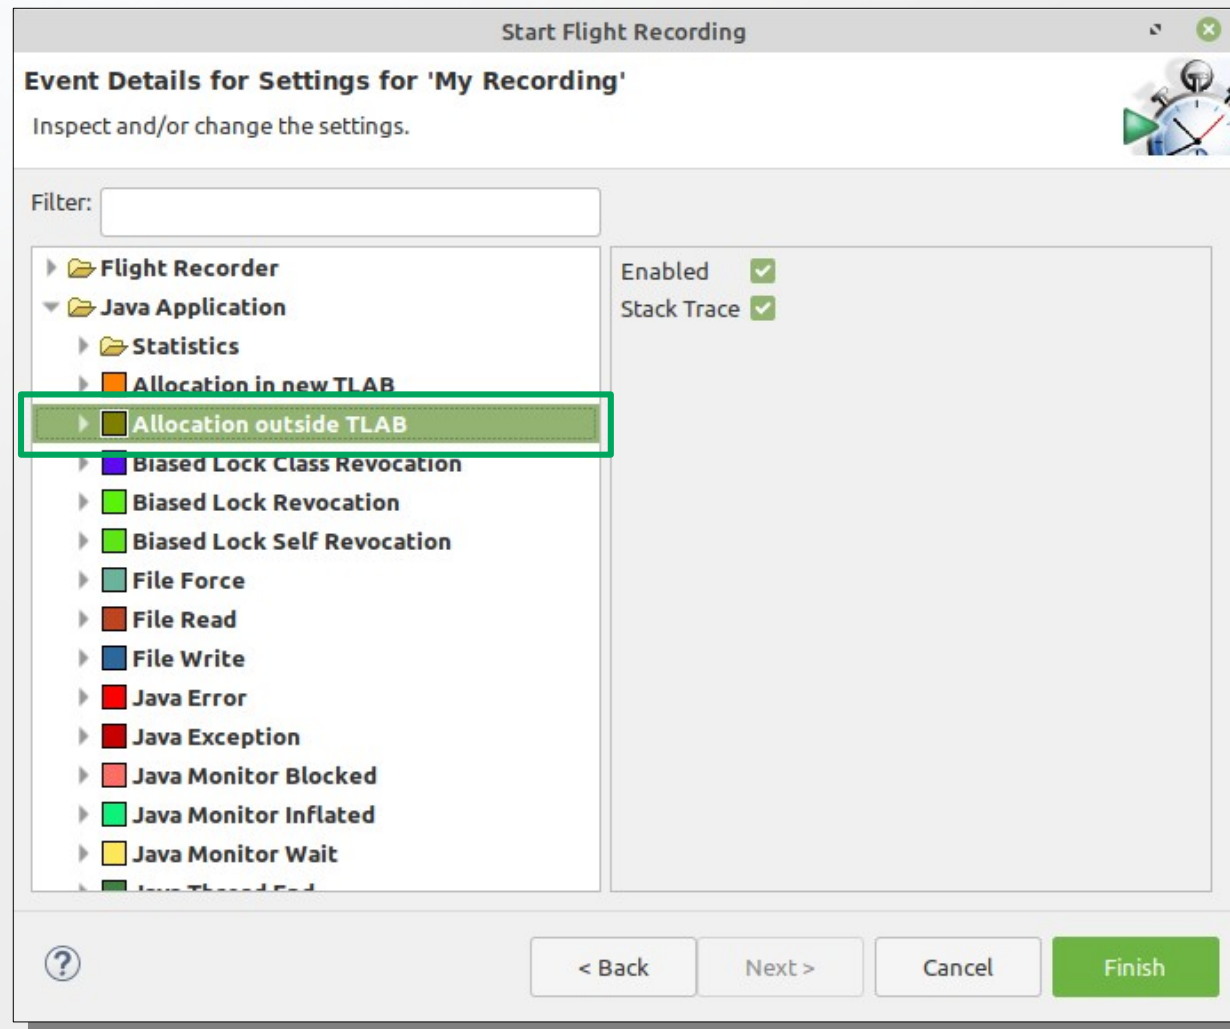 Start Flight Recording
Event Details for Settings for 'My Recording'
Inspect and/or change the settings.
Filter:
Flight Recorder
Java Application
Statistics
Allocation in new TLAB
Allocation outside TLAB
Biased Lock Class Revocation
Biased Lock Revocation
Biased Lock Self Revocation
File Force
File Read
File Write
Java Error
Java Exception
Java Monitor Blocked
Java Monitor Inflated
Java Monitor Wait
Java Thread End
Enabled
Stack Trace
?
< Back
Next >
Cancel
Finish